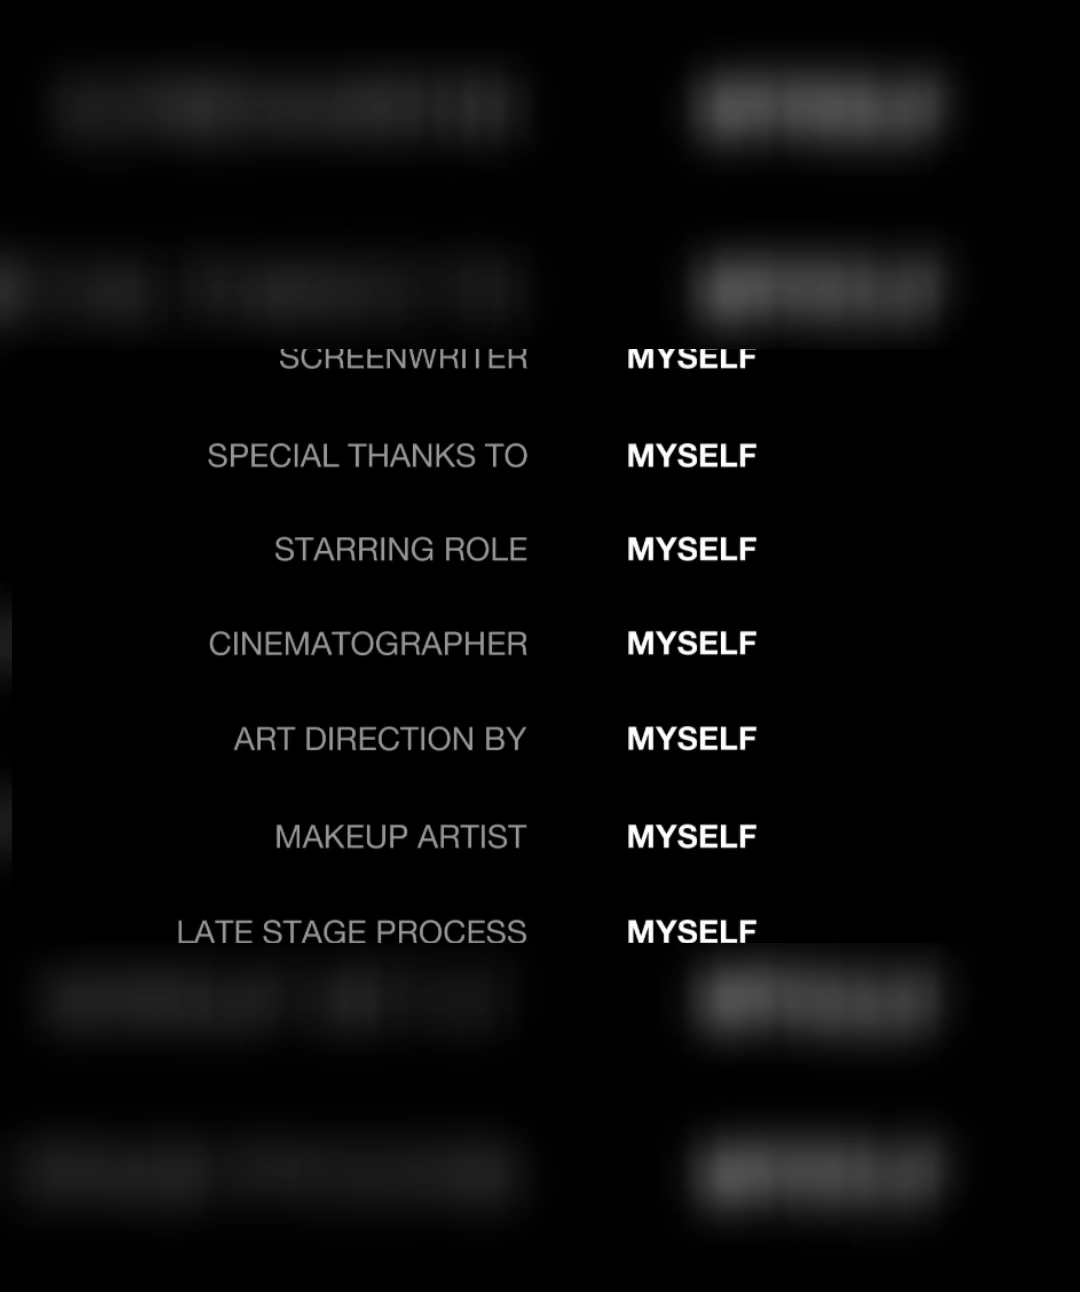 SCREENWRITER MYSELF
SPECIAL THANKS TO MYSELF
STARRING ROLE MYSELF
CINEMATOGRAPHER MYSELF
ART DIRECTION BY MYSELF
MAKEUP ARTIST MYSELF
LATE STAGE PROCESS MYSELF